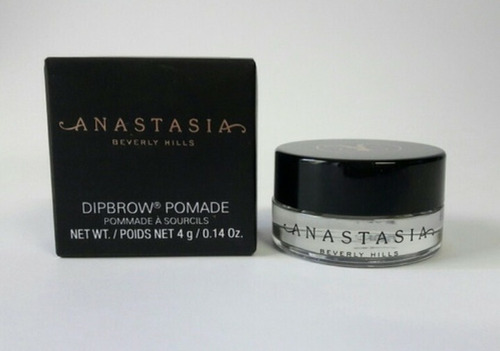 ANASTASIA
BEVERLY HILLS
DIPBROW® POMADE
POMMADE À SOURCILS
NET WT. / POIDS NET 4 g / 0.14 Oz.
ANASTASIA
BEVERLY HILLS